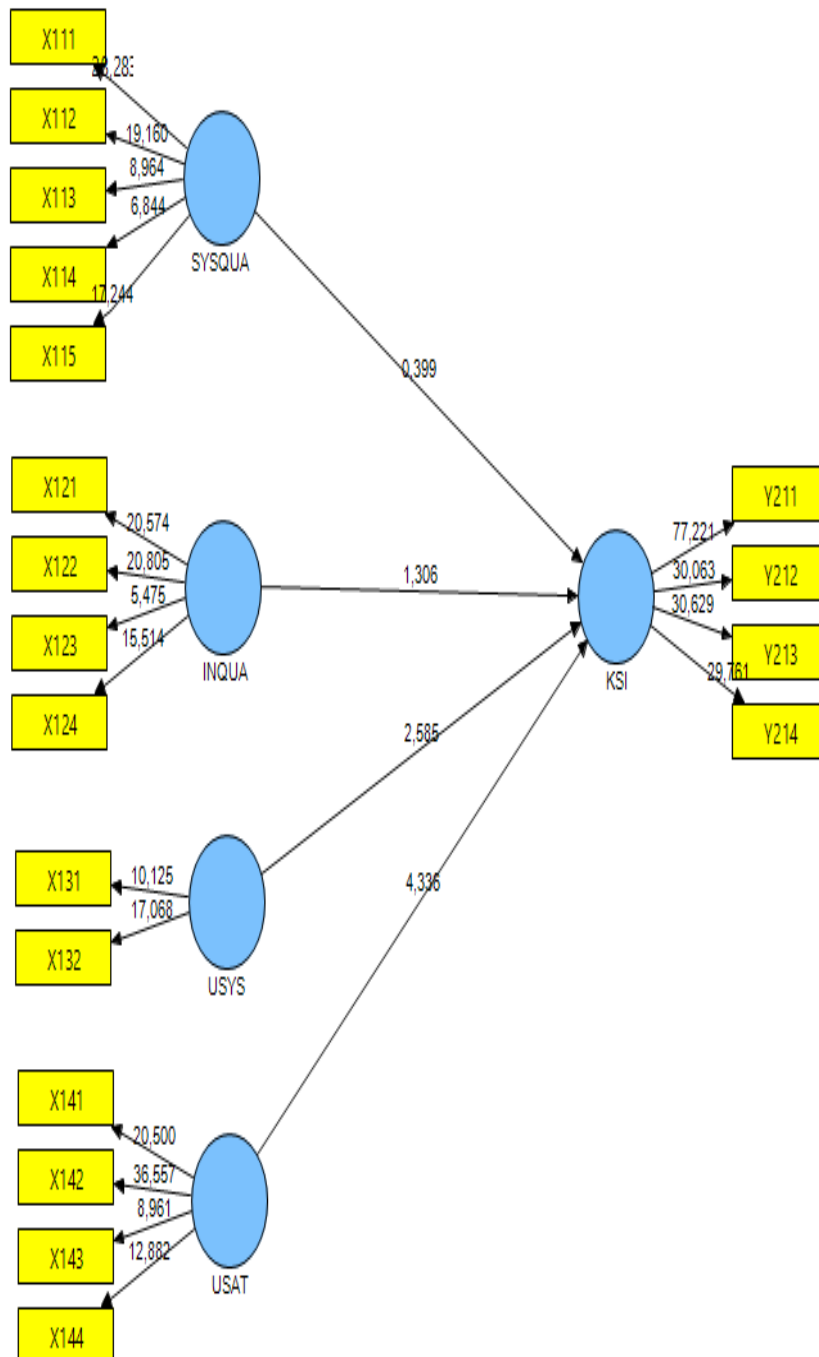 X111
28,283
X112
19,160
X113
8,964
X114
6,844
X115
17,244
SYSQUA
0,399
X121
20,574
X122
20,805
X123
5,475
X124
15,514
INQUA
1,306
Y211
77,221
Y212
30,063
Y213
30,629
Y214
29,761
KSI
X131
10,125
X132
17,068
USYS
2,585
X141
20,500
X142
36,557
X143
8,961
X144
12,882
USAT
4,336